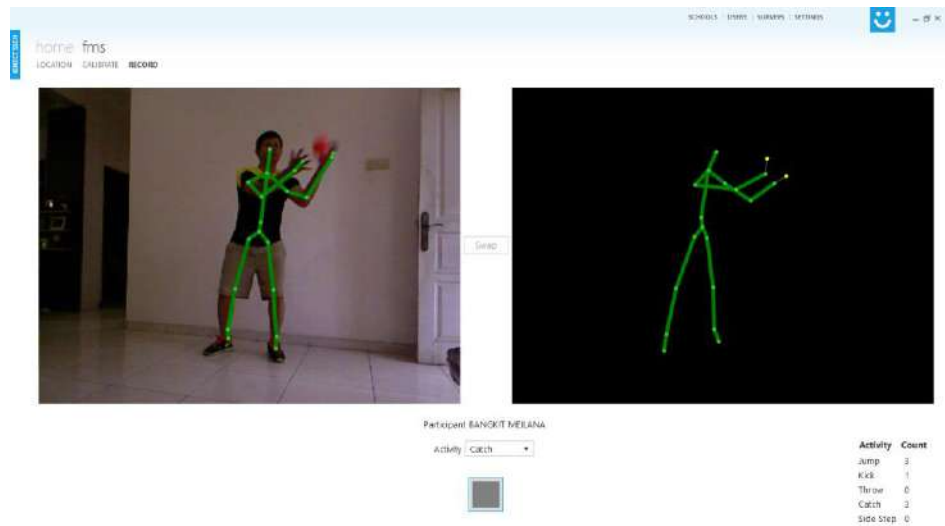 SCHOOLS | USERS | SURVEYS | SETTINGS
home fms
LOCATION CALIBRATE RECORD
Swap
Participant BANGKIT MEILANA
Activity Catch
Activity Count
Jump 3
Kick 1
Throw 0
Catch 3
Side Step 0